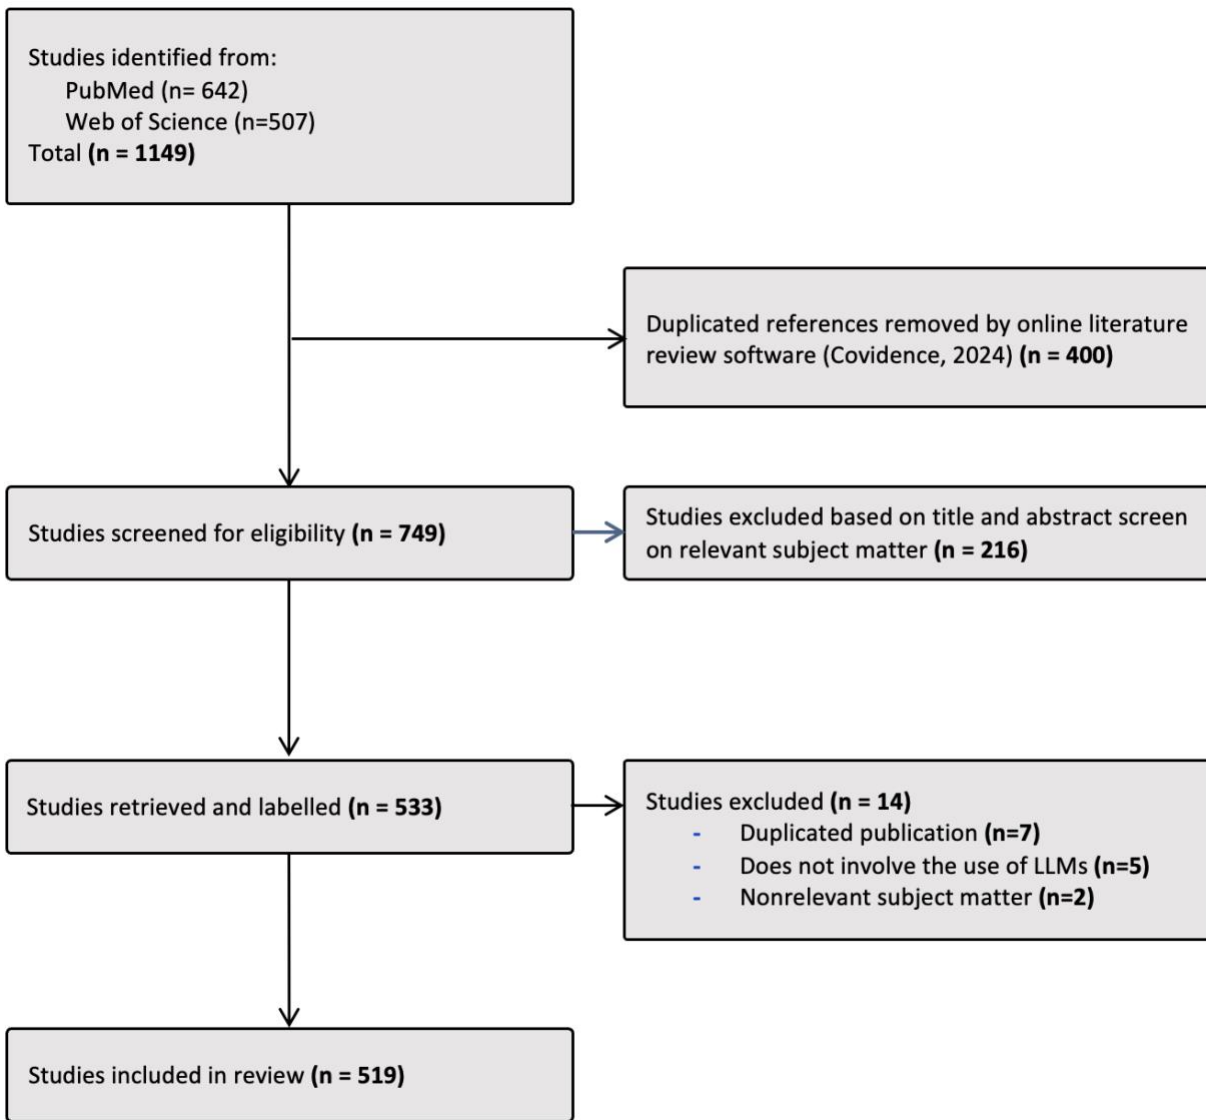 Studies identified from:
PubMed (n= 642)
Web of Science (n=507)
Total (n = 1149)
Duplicated references removed by online literature
review software (Covidence, 2024) (n = 400)
Studies screened for eligibility (n = 749)
Studies excluded based on title and abstract screen
on relevant subject matter (n = 216)
Studies retrieved and labelled (n = 533)
Studies excluded (n = 14)
- Duplicated publication (n=7)
- Does not involve the use of LLMs (n=5)
- Nonrelevant subject matter (n=2)
Studies included in review (n = 519)